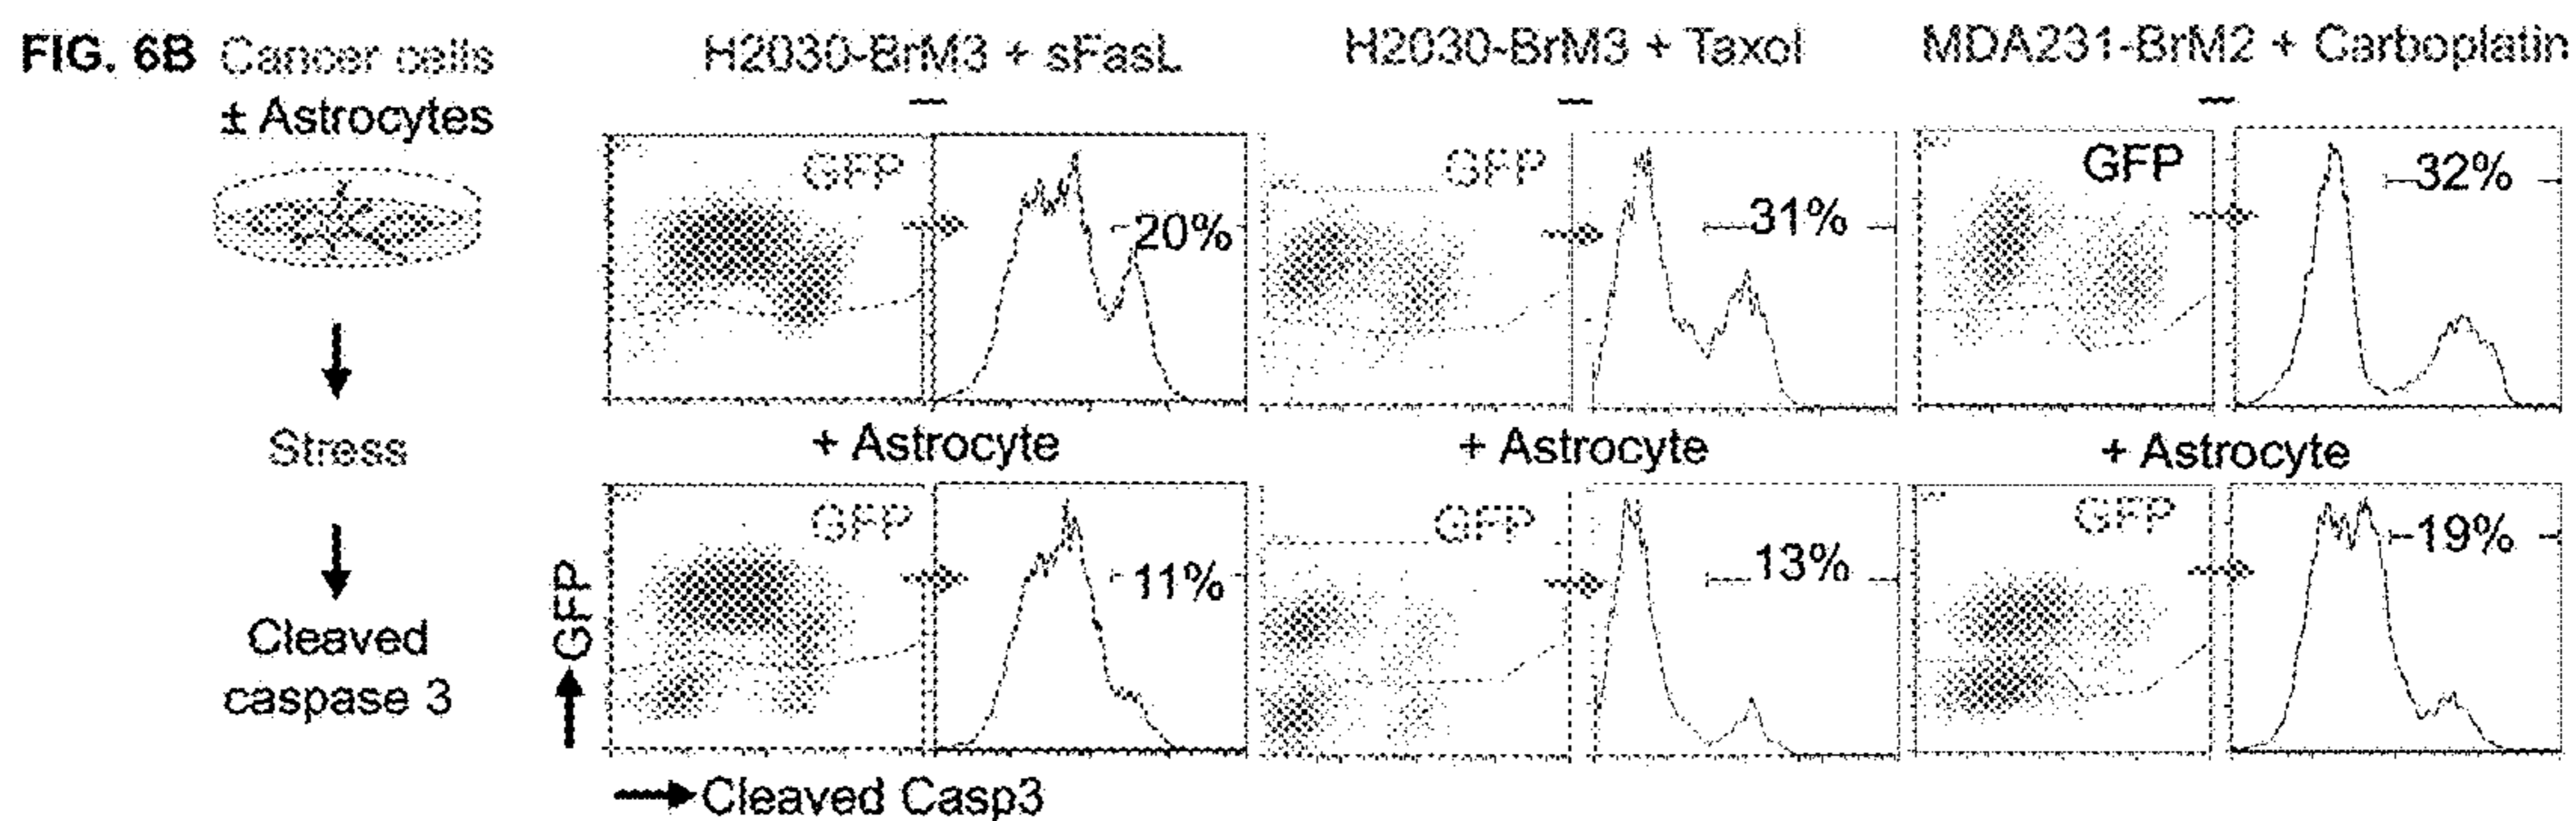 FIG. 6B Cancer cells
± Astrocytes
Stress
Cleaved
caspase 3
H2030-BrM3 + sFasL
H2030-BrM3 + Taxol
MDA231-BrM2 + Carboplatin
−
−
−
GFP
20%
GFP
31%
GFP
32%
+ Astrocyte
+ Astrocyte
+ Astrocyte
GFP
11%
GFP
13%
GFP
19%
GFP
Cleaved Casp3